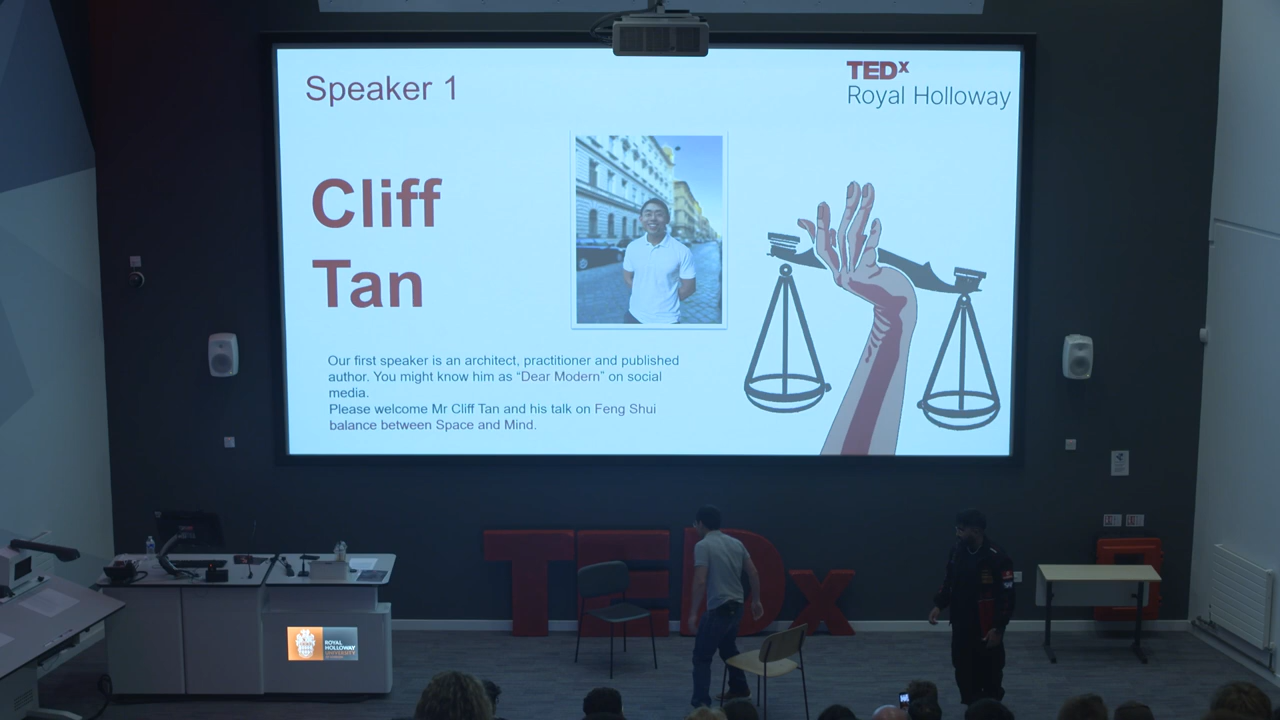 Speaker 1
TEDx
Royal Holloway
Cliff
Tan
Our first speaker is an architect, practitioner and published
author. You might know him as “Dear Modern” on social
media.
Please welcome Mr Cliff Tan and his talk on Feng Shui
balance between Space and Mind.
TEDx
ROYAL
HOLLOWAY
UNIVERSITY